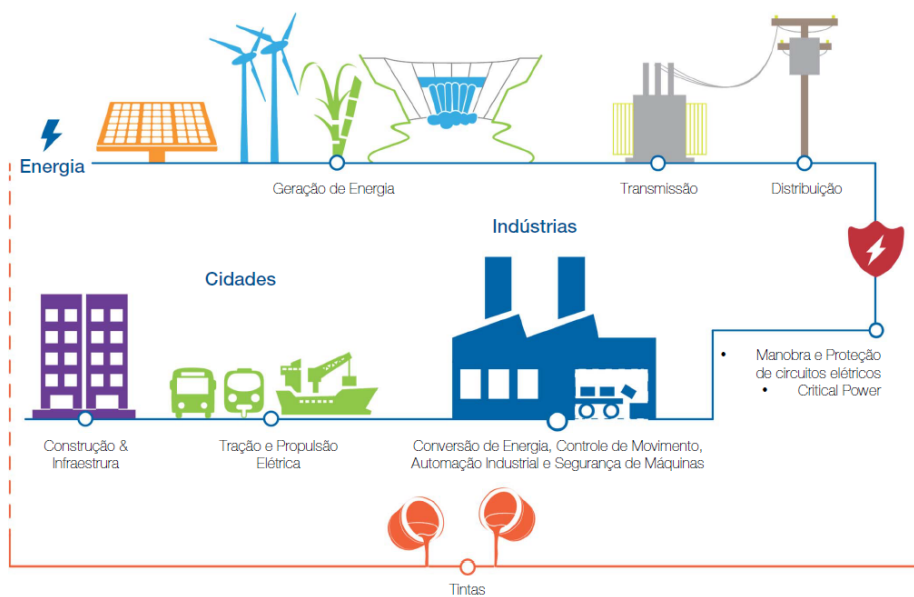 Energia
Geração de Energia
Transmissão
Distribuição
Indústrias
Cidades
• Manobra e Proteção
de circuitos elétricos
• Critical Power
Construção &
Infraestrura
Tração e Propulsão
Elétrica
Conversão de Energia, Controle de Movimento,
Automação Industrial e Segurança de Máquinas
Tintas